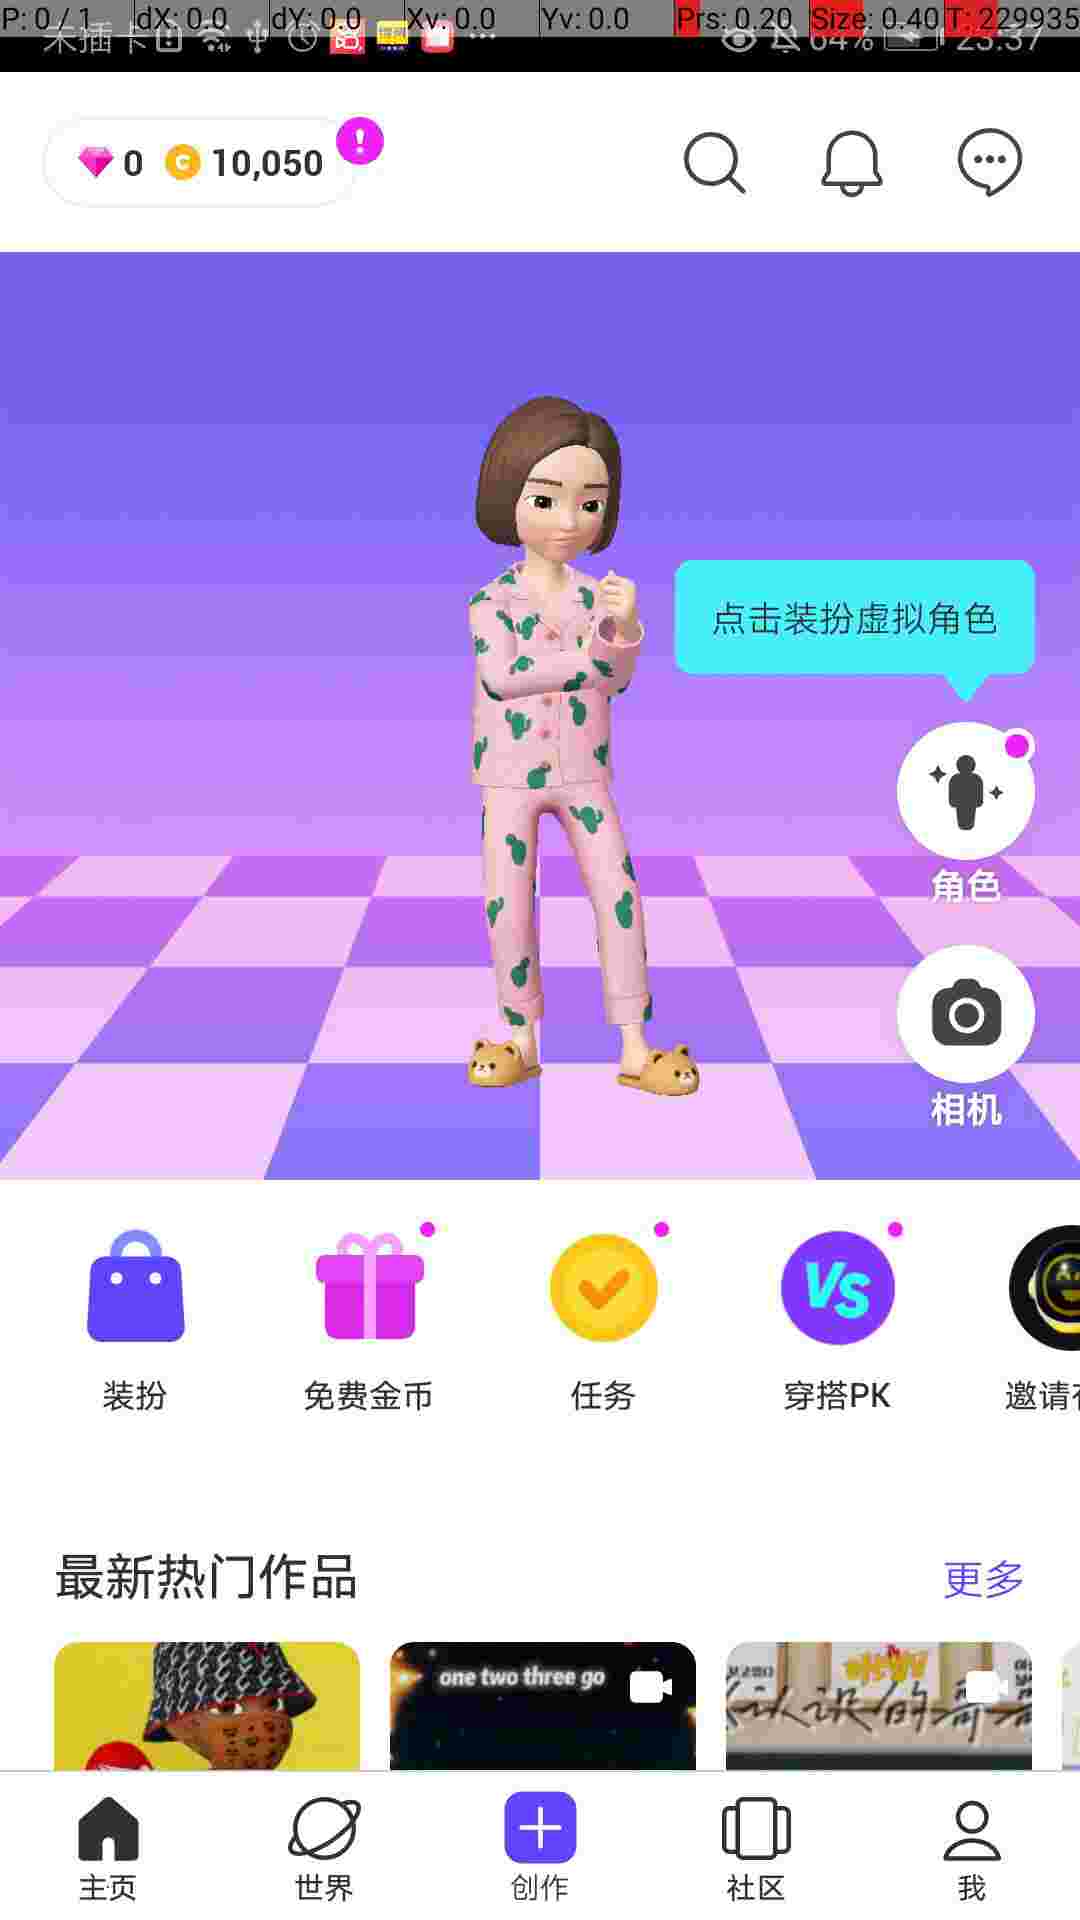 P: 0 / 1 dX: 0.0 dY: 0.0 Xv: 0.0 Yv: 0.0 Prs: 0.20 Size: 0.40 T: 229935
未插卡 64% 23:37
0 10,050
点击装扮虚拟角色
角色
相机
装扮 免费金币 任务 穿搭PK 邀请
最新热门作品 更多
one two three go
认识的哥
主页 世界 创作 社区 我